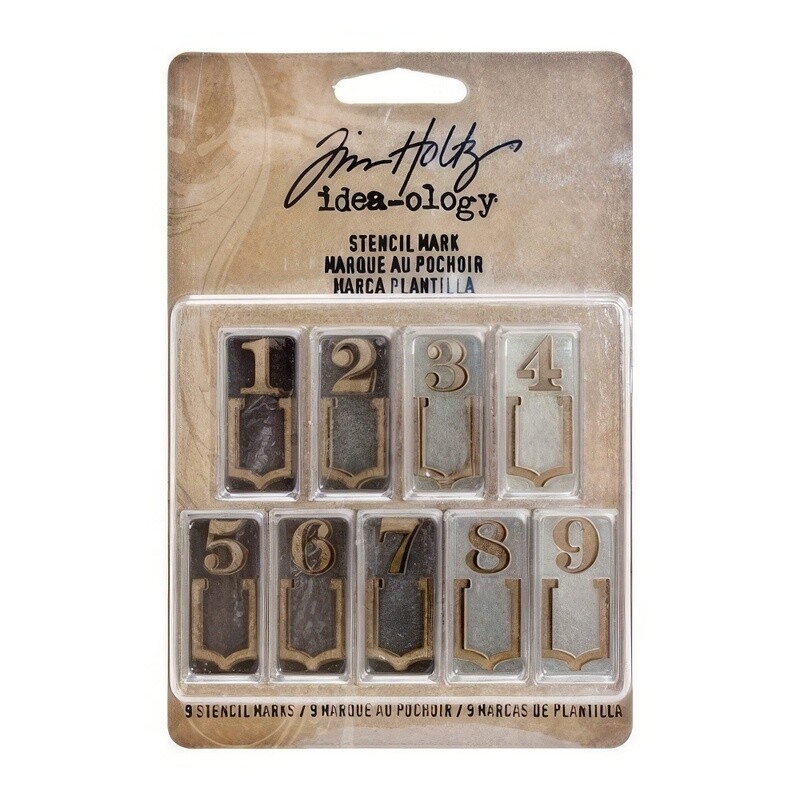 Tim Holtz®
idea-ology®
STENCIL MARK
MARQUE AU POCHOIR
MARCA PLANTILLA
1 2 3 4
5 6 7 8 9
9 STENCIL MARKS / 9 MARQUE AU POCHOIR / 9 MARCAS DE PLANTILLA